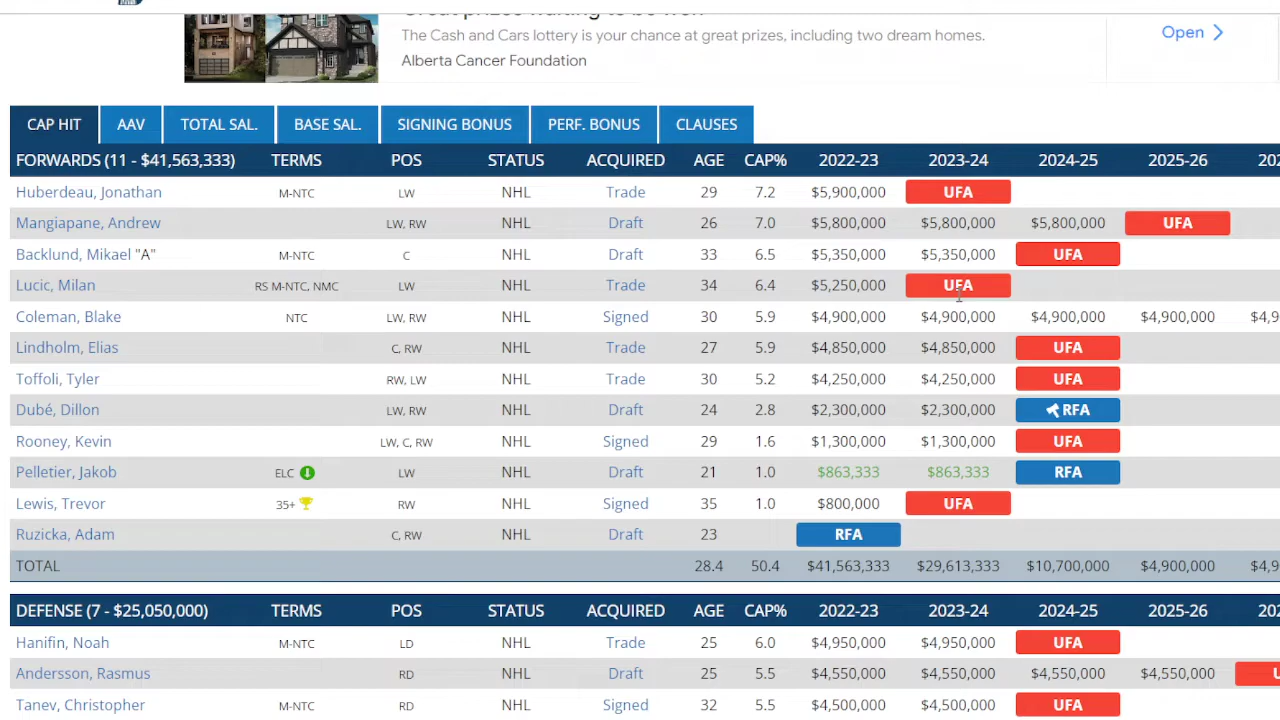 The Cash and Cars lottery is your chance at great prizes, including two dream homes.
Alberta Cancer Foundation
Open
CAP HIT AAV TOTAL SAL. BASE SAL. SIGNING BONUS PERF. BONUS CLAUSES
FORWARDS (11 - $41,563,333) TERMS POS STATUS ACQUIRED AGE CAP% 2022-23 2023-24 2024-25 2025-26
Huberdeau, Jonathan M-NTC LW NHL Trade 29 7.2 $5,900,000 UFA
Mangiapane, Andrew LW, RW NHL Draft 26 7.0 $5,800,000 $5,800,000 $5,800,000 UFA
Backlund, Mikael "A" M-NTC C NHL Draft 33 6.5 $5,350,000 $5,350,000 UFA
Lucic, Milan RS M-NTC, NMC LW NHL Trade 34 6.4 $5,250,000 UFA
Coleman, Blake NTC LW, RW NHL Signed 30 5.9 $4,900,000 $4,900,000 $4,900,000 $4,900,000 $4,9
Lindholm, Elias C, RW NHL Trade 27 5.9 $4,850,000 $4,850,000 UFA
Toffoli, Tyler RW, LW NHL Trade 30 5.2 $4,250,000 $4,250,000 UFA
Dubé, Dillon LW, RW NHL Draft 24 2.8 $2,300,000 $2,300,000 RFA
Rooney, Kevin LW, C, RW NHL Signed 29 1.6 $1,300,000 $1,300,000 UFA
Pelletier, Jakob ELC LW NHL Draft 21 1.0 $863,333 $863,333 RFA
Lewis, Trevor 35+ RW NHL Signed 35 1.0 $800,000 UFA
Ruzicka, Adam C, RW NHL Draft 23 RFA
TOTAL 28.4 50.4 $41,563,333 $29,613,333 $10,700,000 $4,900,000 $4,9
DEFENSE (7 - $25,050,000) TERMS POS STATUS ACQUIRED AGE CAP% 2022-23 2023-24 2024-25 2025-26
Hanifin, Noah M-NTC LD NHL Trade 25 6.0 $4,950,000 $4,950,000 UFA
Andersson, Rasmus RD NHL Draft 25 5.5 $4,550,000 $4,550,000 $4,550,000 $4,550,000
Tanev, Christopher M-NTC RD NHL Signed 32 5.5 $4,500,000 $4,500,000 UFA